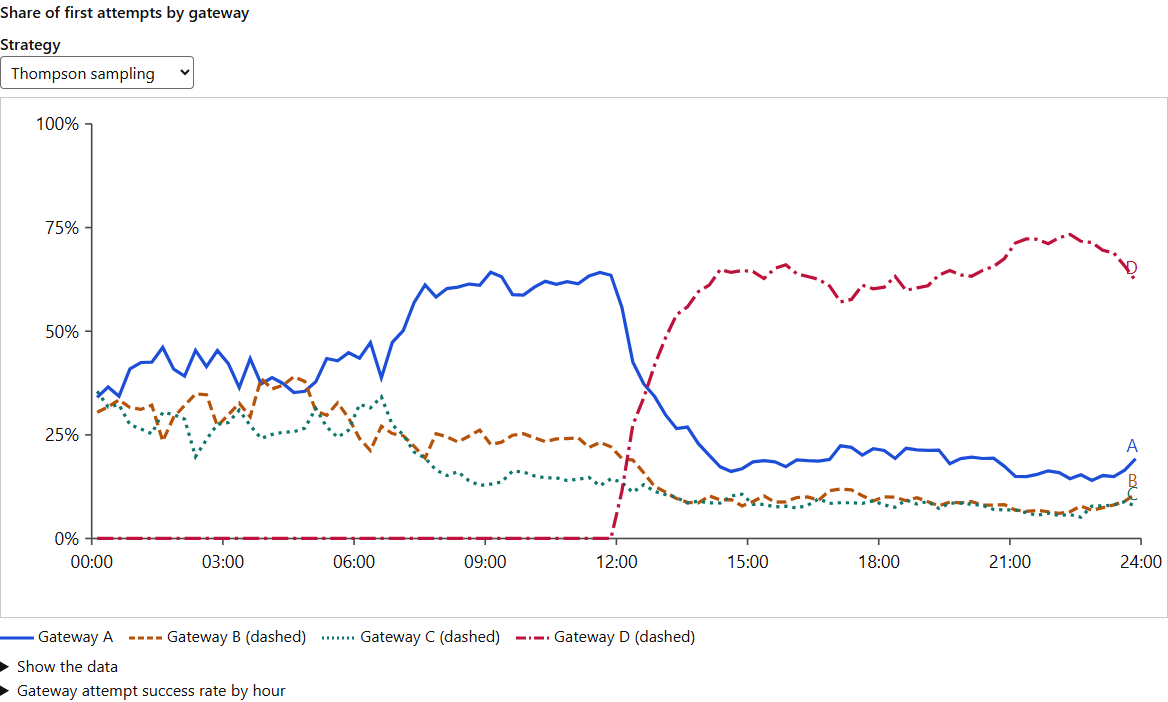 Share of first attempts by gateway
Strategy
Thompson sampling
100%
75%
50%
25%
0%
00:00 03:00 06:00 09:00 12:00 15:00 18:00 21:00 24:00
D
A
B
C
Gateway A Gateway B (dashed) Gateway C (dashed) Gateway D (dashed)
Show the data
Gateway attempt success rate by hour